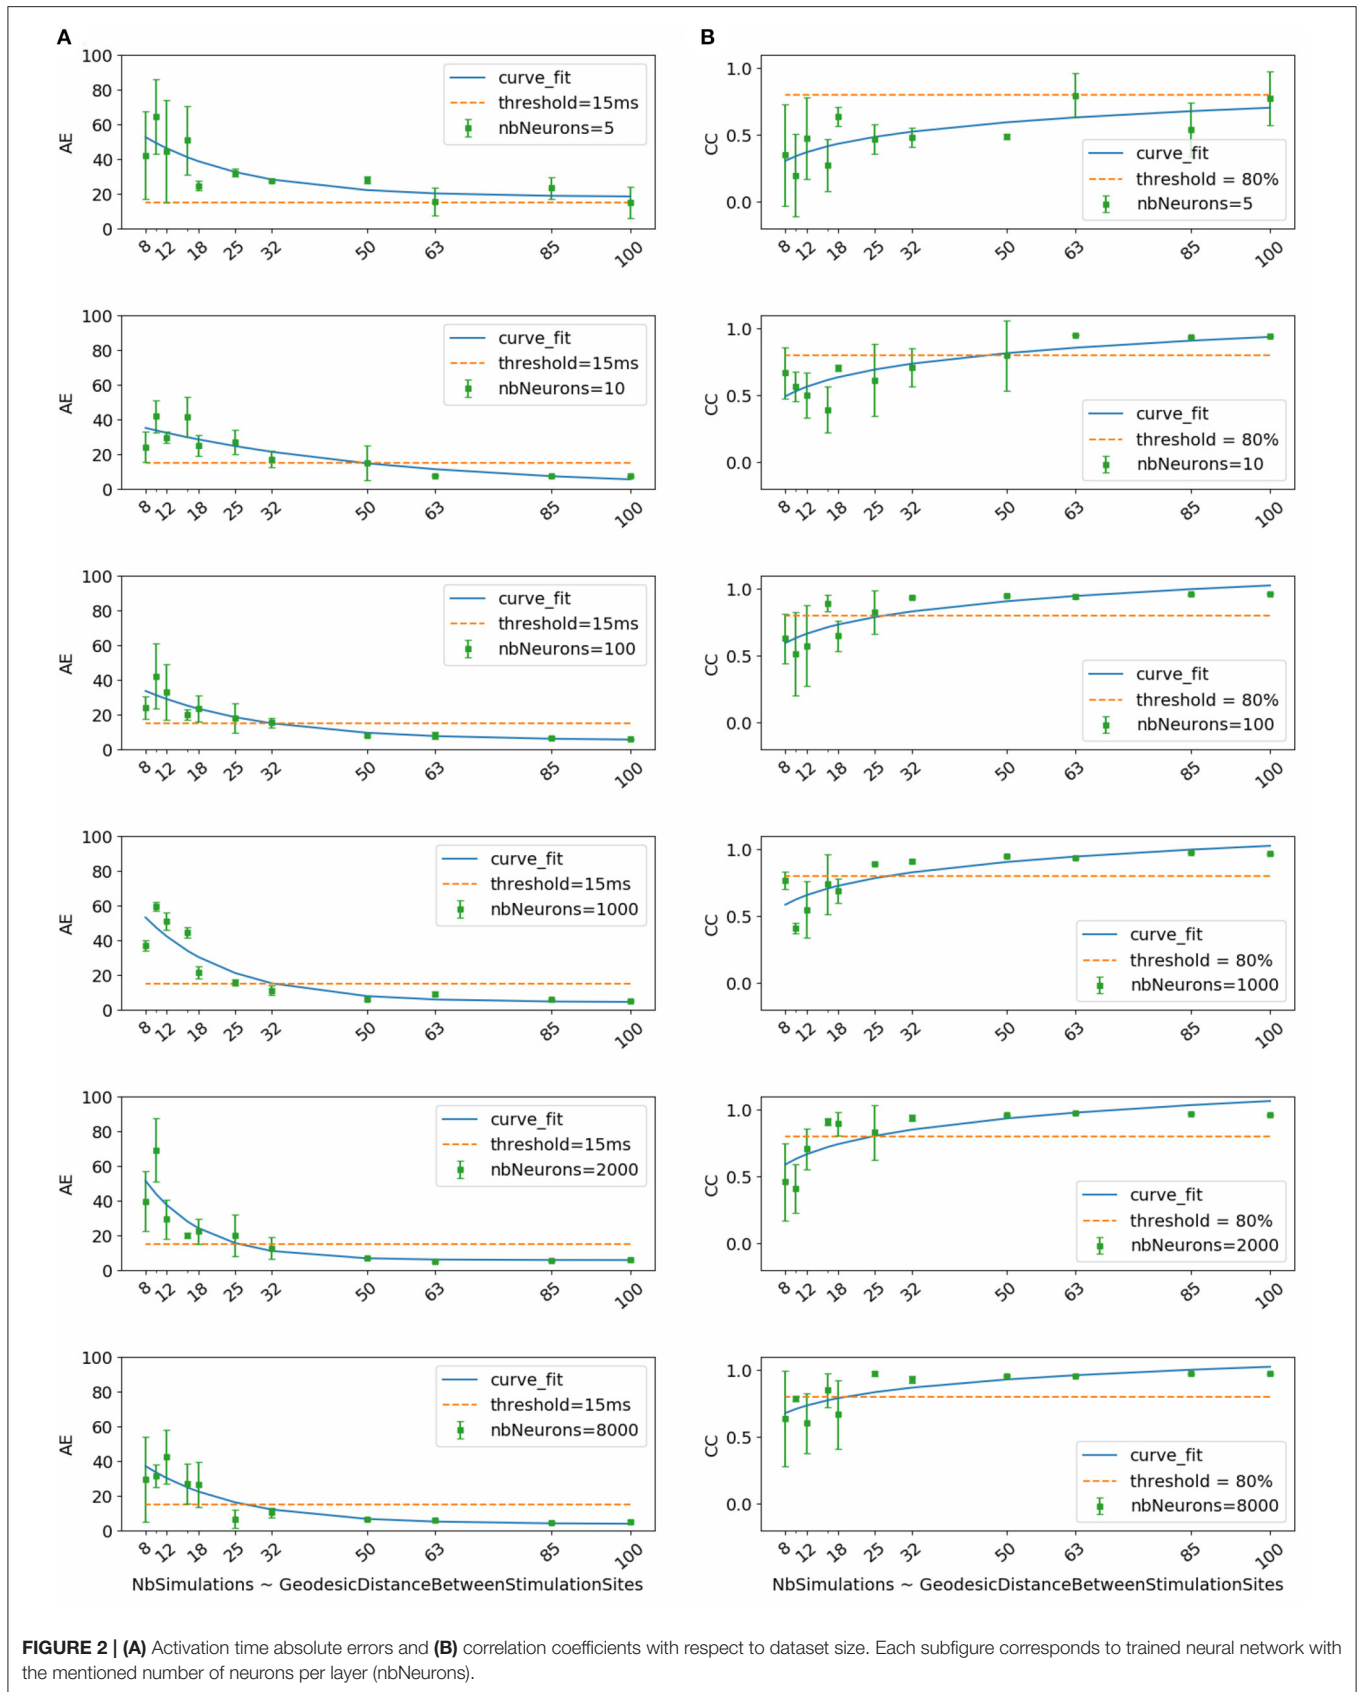 A
100
80
60
40
20
0
AE
curve_fit
threshold=15ms
nbNeurons=5
8 12 18 25 32 50 63 85 100
B
1.0
0.5
0.0
CC
curve_fit
threshold = 80%
nbNeurons=5
8 12 18 25 32 50 63 85 100
100
80
60
40
20
0
AE
curve_fit
threshold=15ms
nbNeurons=10
8 12 18 25 32 50 63 85 100
1.0
0.5
0.0
CC
curve_fit
threshold = 80%
nbNeurons=10
8 12 18 25 32 50 63 85 100
100
80
60
40
20
0
AE
curve_fit
threshold=15ms
nbNeurons=100
8 12 18 25 32 50 63 85 100
1.0
0.5
0.0
CC
curve_fit
threshold = 80%
nbNeurons=100
8 12 18 25 32 50 63 85 100
100
80
60
40
20
0
AE
curve_fit
threshold=15ms
nbNeurons=1000
8 12 18 25 32 50 63 85 100
1.0
0.5
0.0
CC
curve_fit
threshold = 80%
nbNeurons=1000
8 12 18 25 32 50 63 85 100
100
80
60
40
20
0
AE
curve_fit
threshold=15ms
nbNeurons=2000
8 12 18 25 32 50 63 85 100
1.0
0.5
0.0
CC
curve_fit
threshold = 80%
nbNeurons=2000
8 12 18 25 32 50 63 85 100
100
80
60
40
20
0
AE
curve_fit
threshold=15ms
nbNeurons=8000
8 12 18 25 32 50 63 85 100
NbSimulations ~ GeodesicDistanceBetweenStimulationSites
1.0
0.5
0.0
CC
curve_fit
threshold = 80%
nbNeurons=8000
8 12 18 25 32 50 63 85 100
NbSimulations ~ GeodesicDistanceBetweenStimulationSites
FIGURE 2 | (A) Activation time absolute errors and (B) correlation coefficients with respect to dataset size. Each subfigure corresponds to trained neural network with
the mentioned number of neurons per layer (nbNeurons).